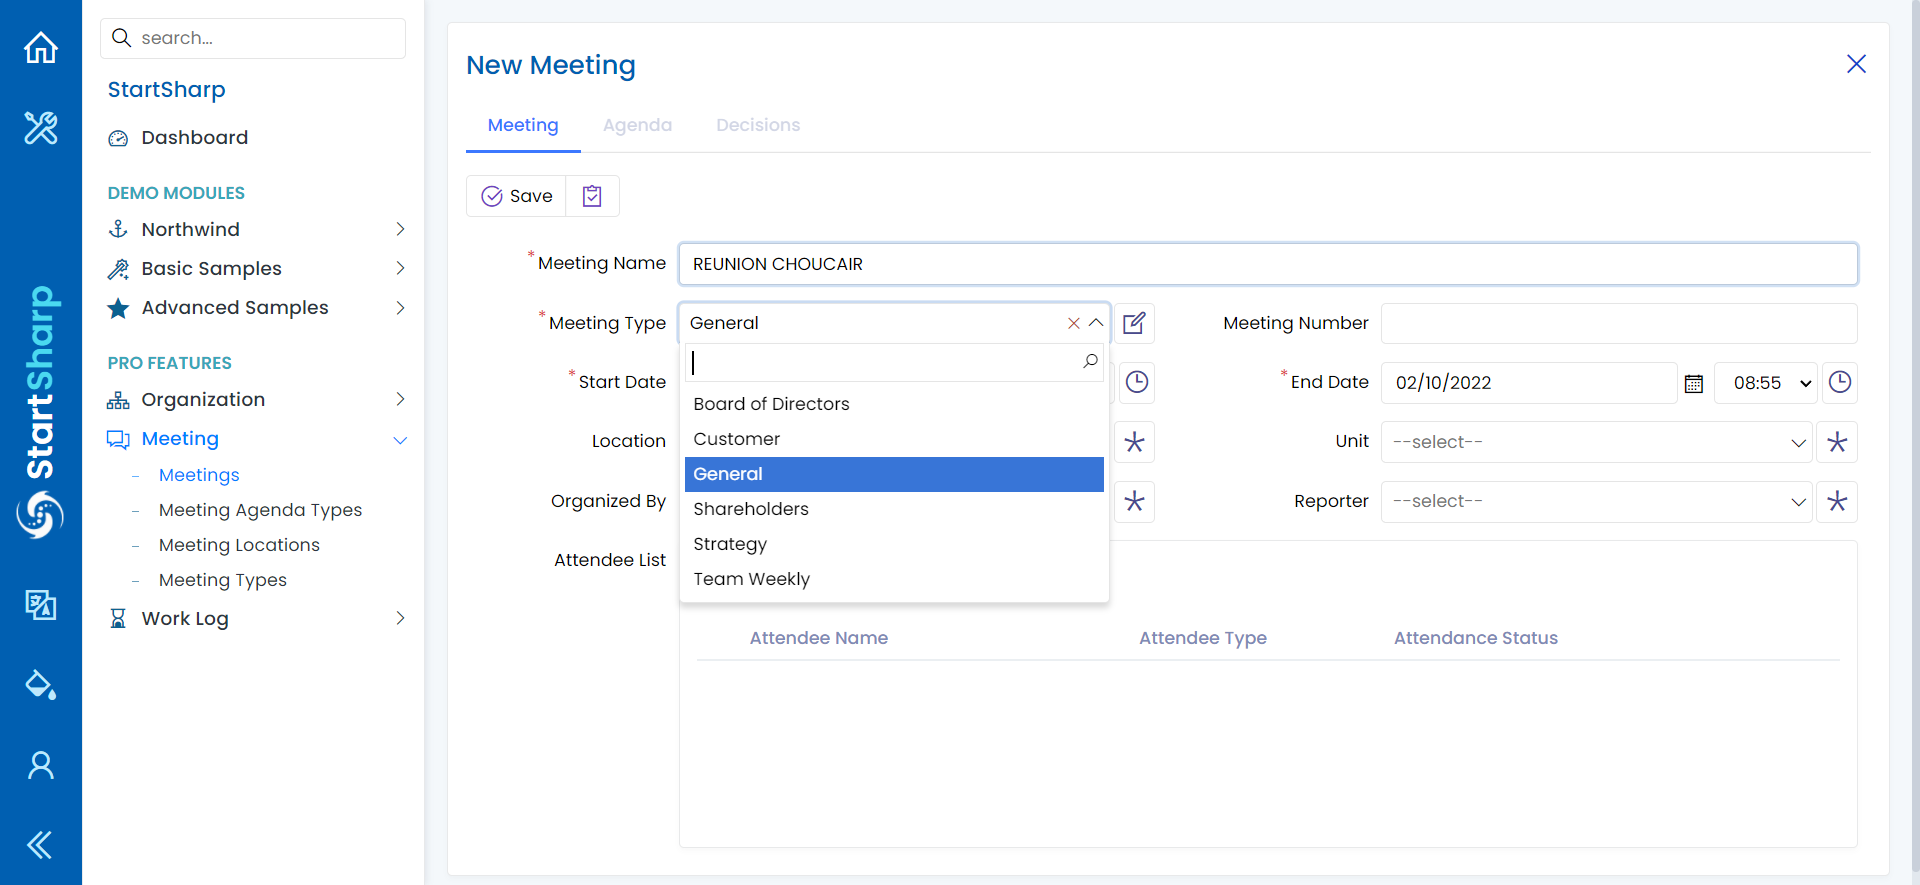 search...
StartSharp
Dashboard
DEMO MODULES
Northwind
Basic Samples
Advanced Samples
PRO FEATURES
Organization
Meeting
Meetings
Meeting Agenda Types
Meeting Locations
Meeting Types
Work Log
StartSharp
New Meeting
Meeting Agenda Decisions
Save
*Meeting Name REUNION CHOUCAIR
*Meeting Type General Meeting Number
*Start Date *End Date 02/10/2022 08:55
Board of Directors
Customer
Location Unit --select--
General
Organized By Reporter --select--
Shareholders
Strategy
Attendee List
Team Weekly
Attendee Name Attendee Type Attendance Status